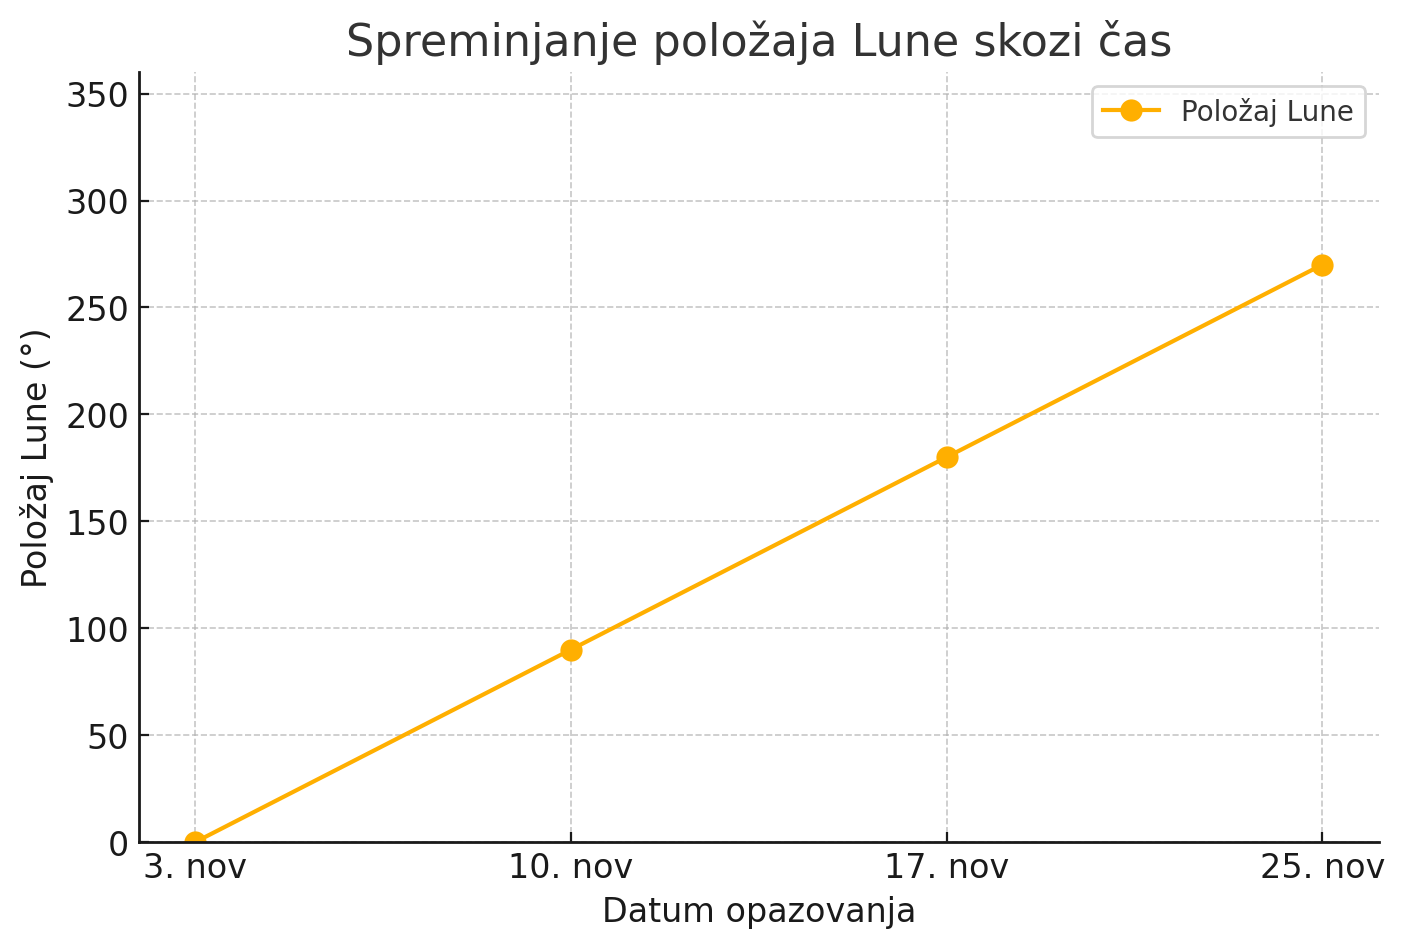 Spreminjanje položaja Lune skozi čas
Položaj Lune
350
300
250
200
150
100
50
0
Položaj Lune (°)
3. nov
10. nov
17. nov
25. nov
Datum opazovanja